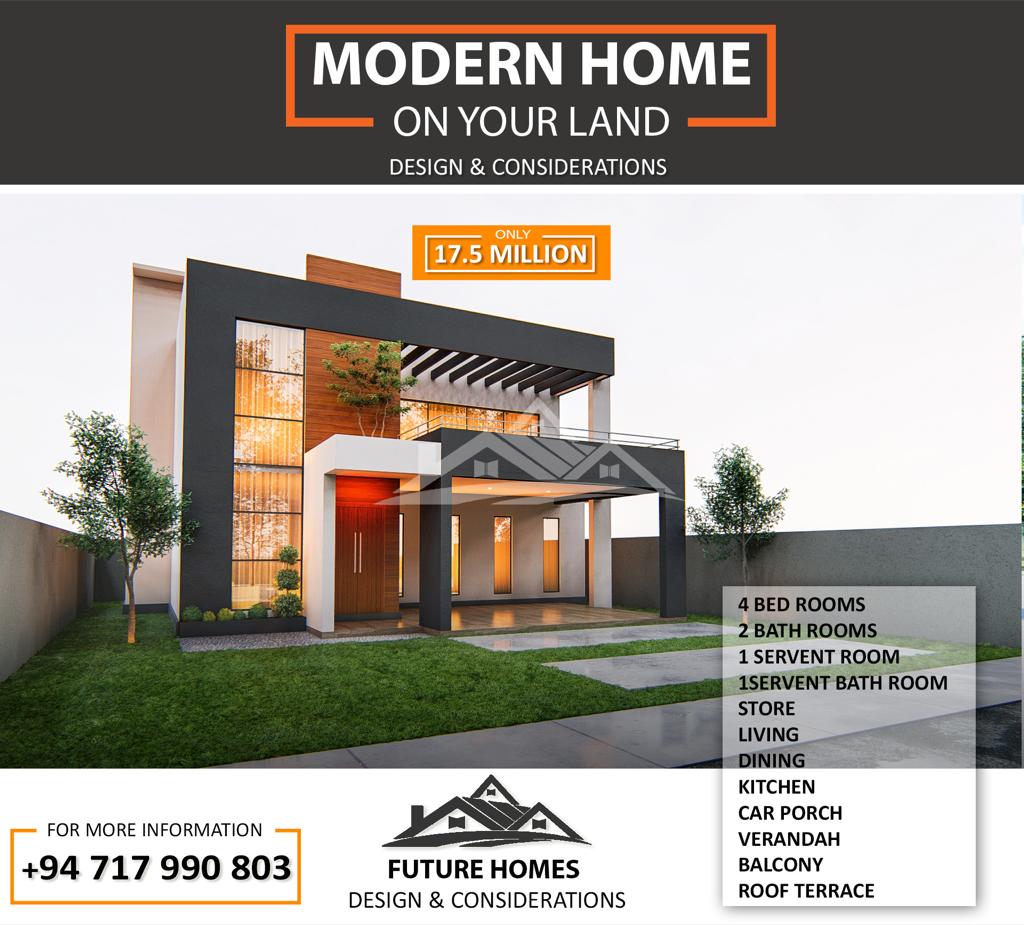 MODERN HOME
ON YOUR LAND
DESIGN & CONSIDERATIONS
ONLY
17.5 MILLION
4 BED ROOMS
2 BATH ROOMS
1 SERVENT ROOM
1SERVENT BATH ROOM
STORE
LIVING
DINING
KITCHEN
CAR PORCH
VERANDAH
BALCONY
ROOF TERRACE
FOR MORE INFORMATION
+94 717 990 803
FUTURE HOMES
DESIGN & CONSIDERATIONS